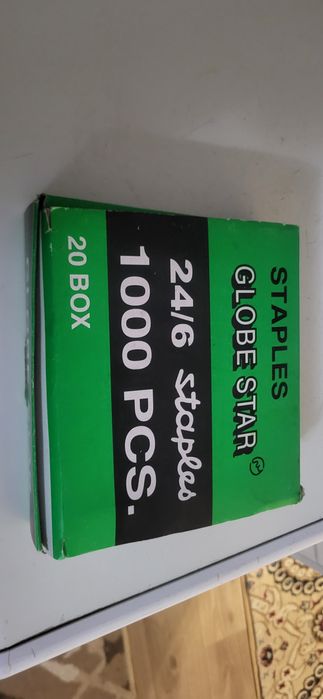 STAPLES
GLOBE STAR
24/6 staples
1000 PCS.
20 BOX